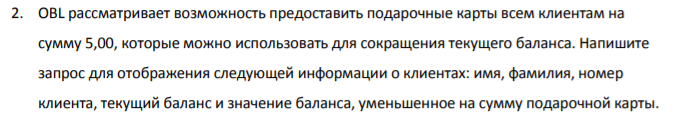 2. OBL рассматривает возможность предоставить подарочные карты всем клиентам на
сумму 5,00, которые можно использовать для сокращения текущего баланса. Напишите
запрос для отображения следующей информации о клиентах: имя, фамилия, номер
клиента, текущий баланс и значение баланса, уменьшенное на сумму подарочной карты.